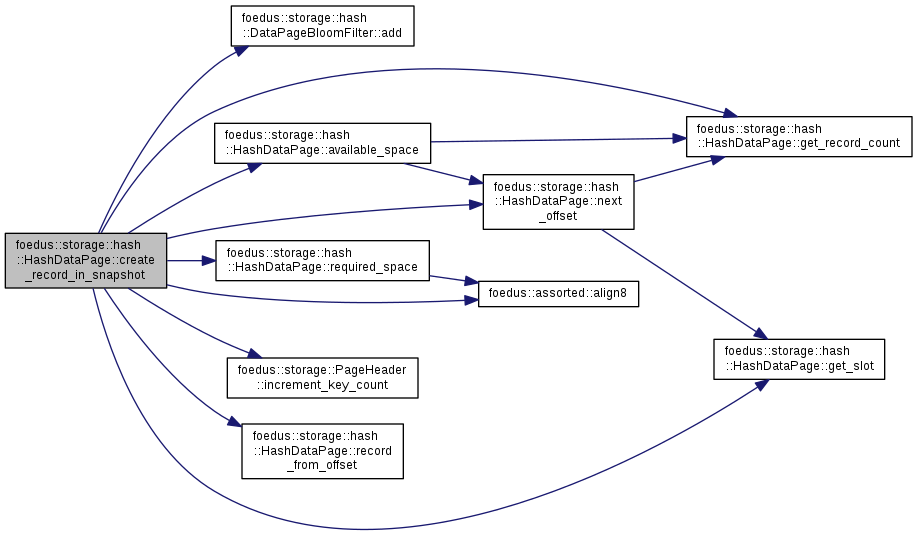 foedus::storage::hash
::DataPageBloomFilter::add
foedus::storage::hash
::HashDataPage::available_space
foedus::storage::hash
::HashDataPage::get_record_count
foedus::storage::hash
::HashDataPage::next
_offset
foedus::storage::hash
::HashDataPage::create
_record_in_snapshot
foedus::storage::hash
::HashDataPage::required_space
foedus::assorted::align8
foedus::storage::hash
::HashDataPage::get_slot
foedus::storage::PageHeader
::increment_key_count
foedus::storage::hash
::HashDataPage::record
_from_offset